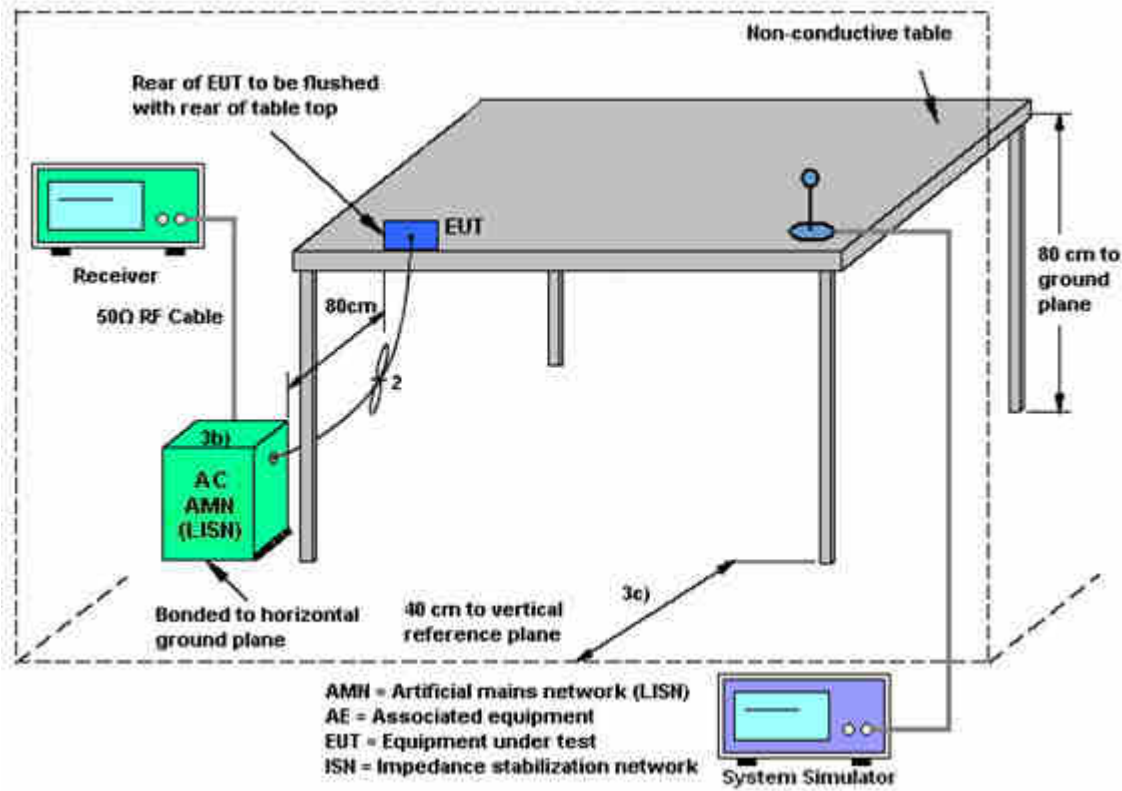 Non-conductive table
Rear of EUT to be flushed
with rear of table top
EUT
Receiver
80cm
80 cm to
ground
plane
50Ω RF Cable
2
3b)
AC
AMN
(LISN)
3c)
Bonded to horizontal
ground plane
40 cm to vertical
reference plane
AMN = Artificial mains network (LISN)
AE = Associated equipment
EUT = Equipment under test
ISN = Impedance stabilization network
System Simulator